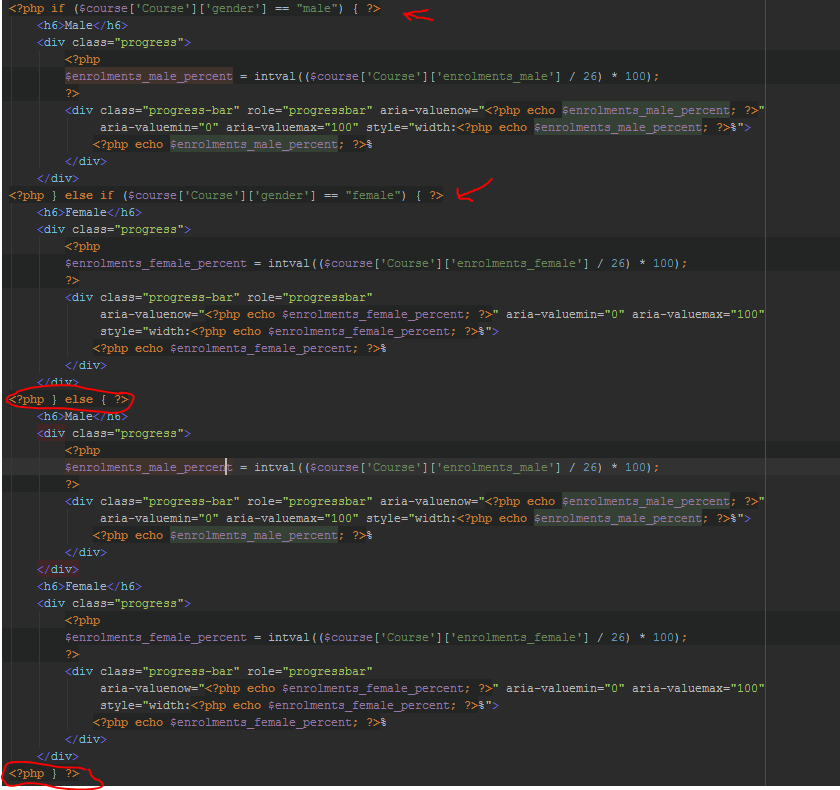 <?php if ($course['Course']['gender'] == "male") { ?>
<h6>Male</h6>
<div class="progress">
<?php
$enrolments_male_percent = intval(($course['Course']['enrolments_male'] / 26) * 100);
?>
<div class="progress-bar" role="progressbar" aria-valuenow="<?php echo $enrolments_male_percent; ?>"
aria-valuemin="0" aria-valuemax="100" style="width:<?php echo $enrolments_male_percent; ?>%">
<?php echo $enrolments_male_percent; ?>%
</div>
</div>
<?php } else if ($course['Course']['gender'] == "female") { ?>
<h6>Female</h6>
<div class="progress">
<?php
$enrolments_female_percent = intval(($course['Course']['enrolments_female'] / 26) * 100);
?>
<div class="progress-bar" role="progressbar"
aria-valuenow="<?php echo $enrolments_female_percent; ?>" aria-valuemin="0" aria-valuemax="100"
style="width:<?php echo $enrolments_female_percent; ?>%">
<?php echo $enrolments_female_percent; ?>%
</div>
</div>
<?php } else { ?>
<h6>Male</h6>
<div class="progress">
<?php
$enrolments_male_percent = intval(($course['Course']['enrolments_male'] / 26) * 100);
?>
<div class="progress-bar" role="progressbar" aria-valuenow="<?php echo $enrolments_male_percent; ?>"
aria-valuemin="0" aria-valuemax="100" style="width:<?php echo $enrolments_male_percent; ?>%">
<?php echo $enrolments_male_percent; ?>%
</div>
</div>
<h6>Female</h6>
<div class="progress">
<?php
$enrolments_female_percent = intval(($course['Course']['enrolments_female'] / 26) * 100);
?>
<div class="progress-bar" role="progressbar"
aria-valuenow="<?php echo $enrolments_female_percent; ?>" aria-valuemin="0" aria-valuemax="100"
style="width:<?php echo $enrolments_female_percent; ?>%">
<?php echo $enrolments_female_percent; ?>%
</div>
</div>
<?php } ?>